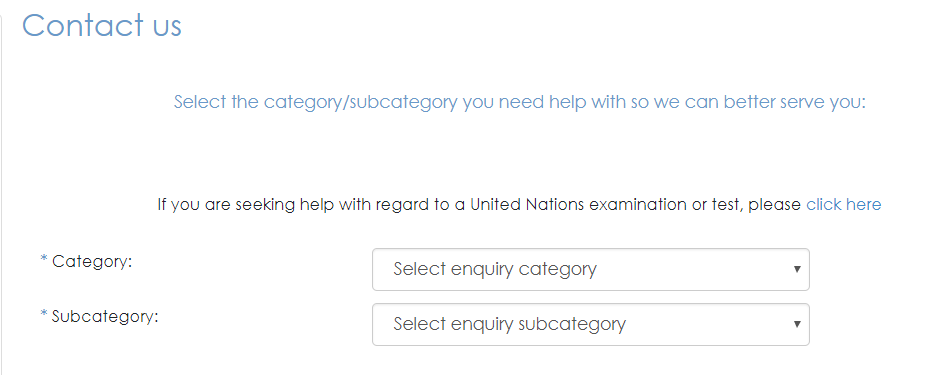 Contact us
Select the category/subcategory you need help with so we can better serve you:
If you are seeking help with regard to a United Nations examination or test, please click here
* Category:
Select enquiry category
* Subcategory:
Select enquiry subcategory